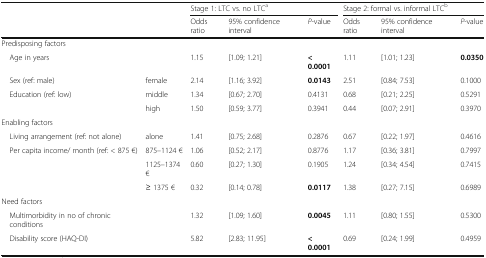 Stage 1: LTC vs. no LTCa Stage 2: formal vs. informal LTCb
Odds ratio 95% confidence interval P-value Odds ratio 95% confidence interval P-value
Predisposing factors
Age in years 1.15 [1.09; 1.21] < 0.0001 1.11 [1.01; 1.23] 0.0350
Sex (ref: male) female 2.14 [1.16; 3.92] 0.0143 2.51 [0.84; 7.53] 0.1000
Education (ref: low) middle 1.34 [0.67; 2.70] 0.4131 0.68 [0.21; 2.25] 0.5291
high 1.50 [0.59; 3.77] 0.3941 0.44 [0.07; 2.91] 0.3970
Enabling factors
Living arrangement (ref: not alone) alone 1.41 [0.75; 2.68] 0.2876 0.67 [0.22; 1.97] 0.4616
Per capita income/ month (ref: < 875 €) 875–1124 € 1.06 [0.52; 2.17] 0.8776 1.17 [0.36; 3.81] 0.7997
1125–1374 € 0.60 [0.27; 1.30] 0.1905 1.24 [0.34; 4.54] 0.7415
≥ 1375 € 0.32 [0.14; 0.78] 0.0117 1.38 [0.27; 7.15] 0.6989
Need factors
Multimorbidity in no of chronic conditions 1.32 [1.09; 1.60] 0.0045 1.11 [0.80; 1.55] 0.5300
Disability score (HAQ-DI) 5.82 [2.83; 11.95] < 0.0001 0.69 [0.24; 1.99] 0.4959